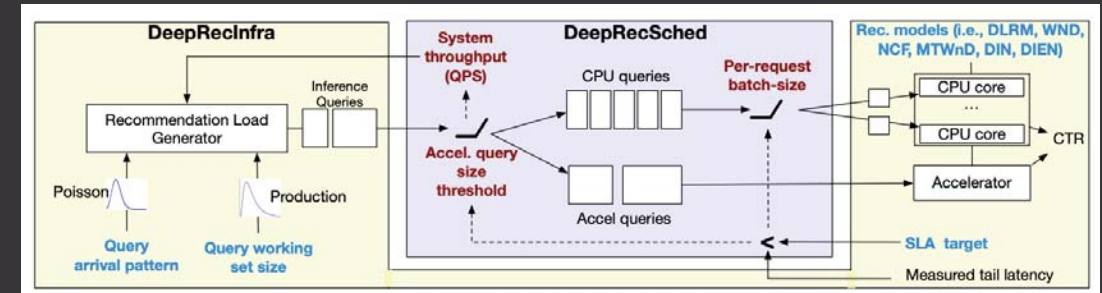 DeepRecInfra
Inference
Queries
Recommendation Load
Generator
Poisson
Production
Query
arrival pattern
Query working
set size
DeepRecSched
System
throughput
(QPS)
CPU queries
Per-request
batch-size
Accel. query
size
threshold
Accel queries
<
Rec. models (i.e., DLRM, WND,
NCF, MTWnD, DIN, DIEN)
CPU core
...
CPU core
CTR
Accelerator
SLA target
Measured tail latency